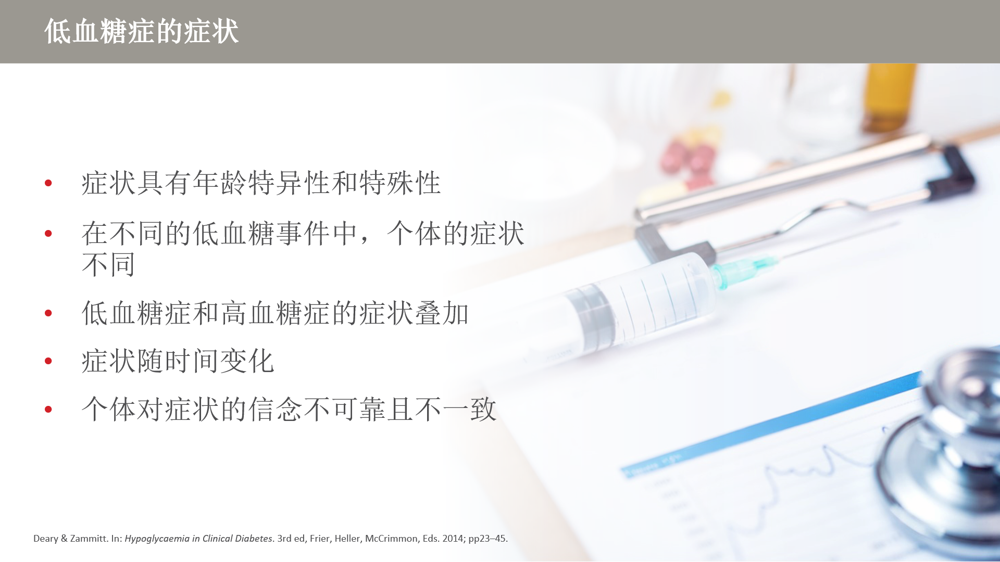 低血糖症的症状
• 症状具有年龄特异性和特殊性
• 在不同的低血糖事件中，个体的症状
不同
• 低血糖症和高血糖症的症状叠加
• 症状随时间变化
• 个体对症状的信念不可靠且不一致
Deary & Zammitt. In: Hypoglycaemia in Clinical Diabetes. 3rd ed, Frier, Heller, McCrimmon, Eds. 2014; pp23–45.